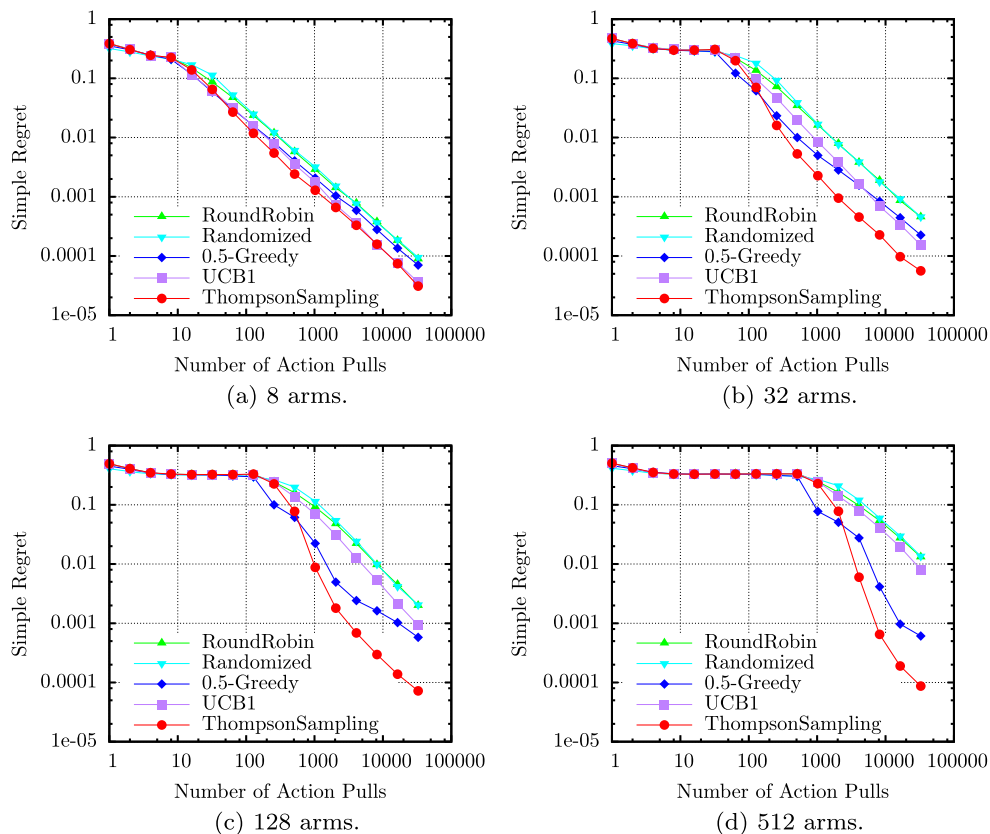 1
0.1
0.01
0.001
0.0001
1e-05
Simple Regret
RoundRobin
Randomized
0.5-Greedy
UCB1
ThompsonSampling
1 10 100 1000 10000 100000
Number of Action Pulls
(a) 8 arms.
1
0.1
0.01
0.001
0.0001
1e-05
Simple Regret
RoundRobin
Randomized
0.5-Greedy
UCB1
ThompsonSampling
1 10 100 1000 10000 100000
Number of Action Pulls
(b) 32 arms.
1
0.1
0.01
0.001
0.0001
1e-05
Simple Regret
RoundRobin
Randomized
0.5-Greedy
UCB1
ThompsonSampling
1 10 100 1000 10000 100000
Number of Action Pulls
(c) 128 arms.
1
0.1
0.01
0.001
0.0001
1e-05
Simple Regret
RoundRobin
Randomized
0.5-Greedy
UCB1
ThompsonSampling
1 10 100 1000 10000 100000
Number of Action Pulls
(d) 512 arms.